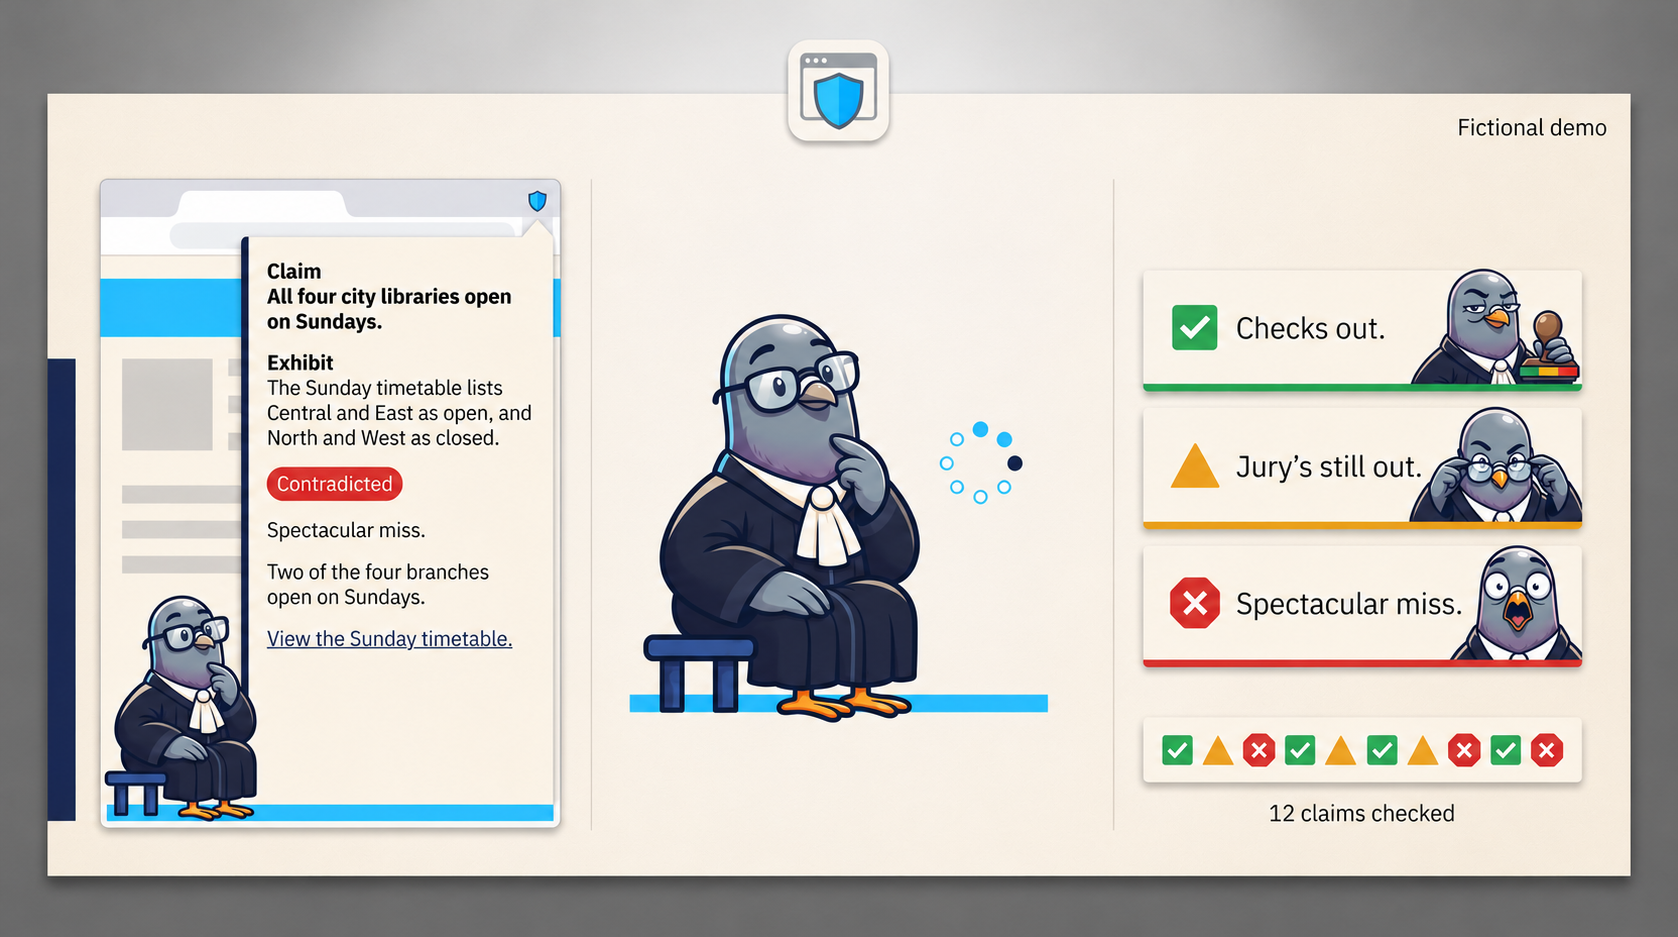 Fictional demo
Claim
All four city libraries open
on Sundays.
Exhibit
The Sunday timetable lists
Central and East as open, and
North and West as closed.
Contradicted
Spectacular miss.
Two of the four branches
open on Sundays.
View the Sunday timetable.
Checks out.
Jury’s still out.
Spectacular miss.
12 claims checked